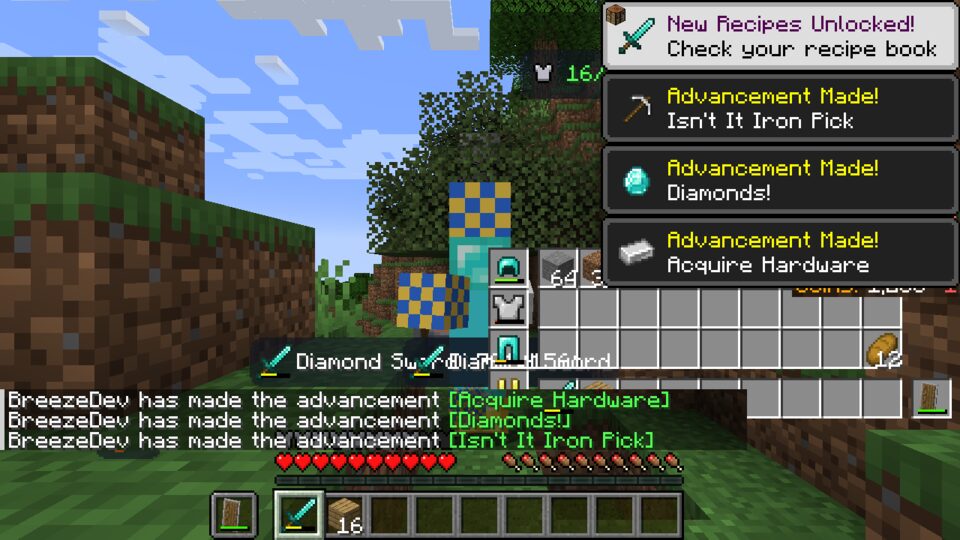 New Recipes Unlocked!
Check your recipe book
16/
Advancement Made!
Isn't It Iron Pick
Advancement Made!
Diamonds!
Advancement Made!
Acquire Hardware
64
12
Diamond
BreezeDev has made the advancement [Acquire Hardware]
BreezeDev has made the advancement [Diamonds!]
BreezeDev has made the advancement [Isn't It Iron Pick]
16